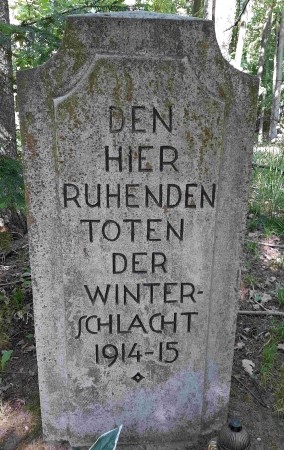 DEN
HIER
RUHENDEN
TOTEN
DER
WINTER-
SCHLACHT
1914-15